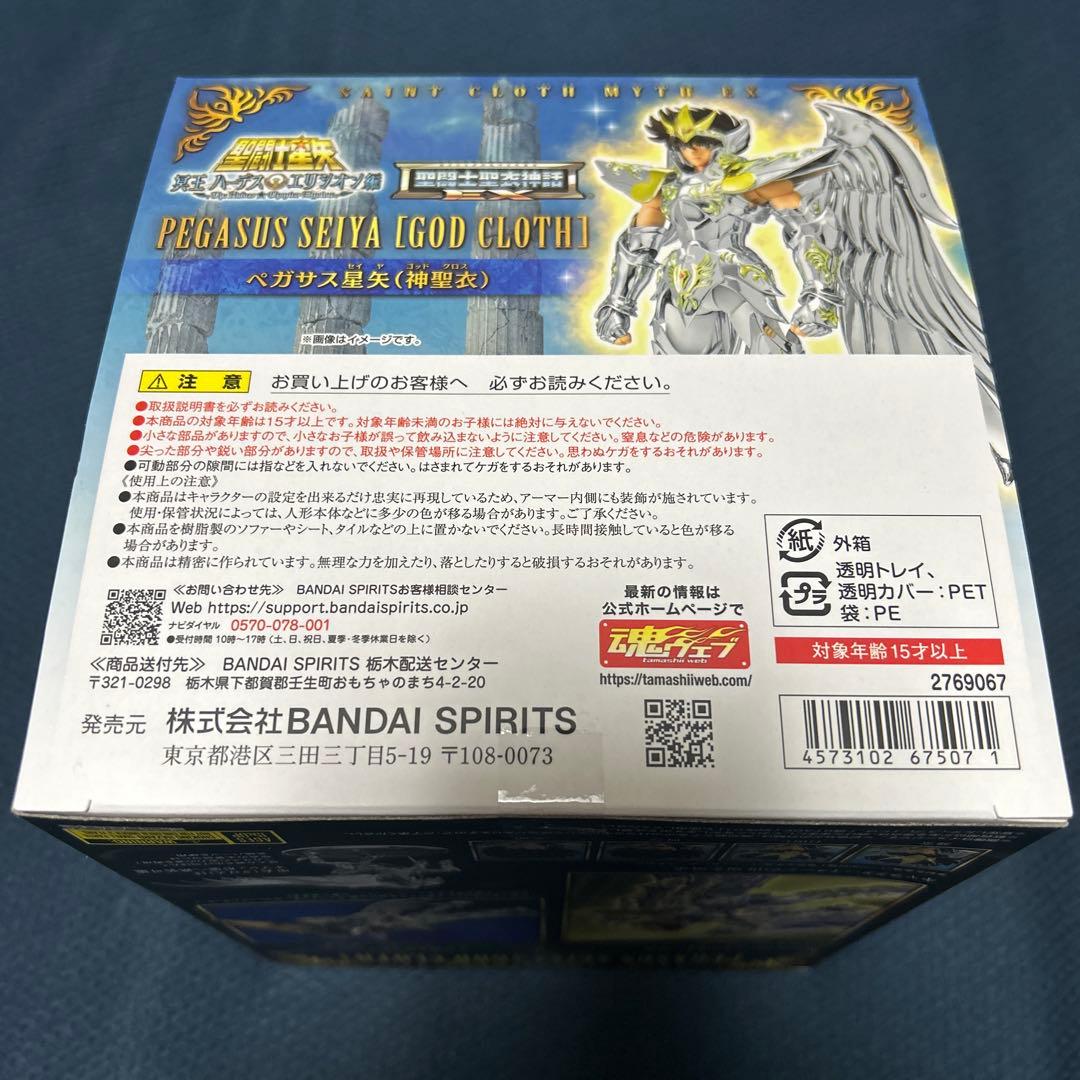 SAINT CLOTH MYTH EX
聖闘士星矢
冥王 ハーデス エリシオン編
聖闘士聖衣神話
EX
PEGASUS SEIYA [GOD CLOTH]
セイ ヤ ゴッド クロス
ペガサス星矢(神聖衣)
※画像はイメージです。
注 意 お買い上げのお客様へ 必ずお読みください。
●取扱説明書を必ずお読みください。
●本商品の対象年齢は15才以上です。対象年齢未満のお子様には絶対に与えないでください。
●小さな部品がありますので、小さなお子様が誤って飲み込まないように注意してください。窒息などの危険があります。
●尖った部分や鋭い部分がありますので、取扱や保管場所に注意してください。思わぬケガをするおそれがあります。
●可動部分の隙間には指などを入れないでください。はさまれてケガをするおそれがあります。
《使用上の注意》
●本商品はキャラクターの設定を出来るだけ忠実に再現しているため、アーマー内側にも装飾が施されています。
使用・保管状況によっては、人形本体などに多少の色が移る場合があります。ご了承ください。
●本商品を樹脂製のソファーやシート、タイルなどの上に置かないでください。長時間接触していると色が移る
場合があります。
●本商品は精密に作られています。無理な力を加えたり、落としたりすると破損するおそれがあります。
≪お問い合わせ先≫ BANDAI SPIRITSお客様相談センター
Web https://support.bandaispirits.co.jp
ナビダイヤル 0570-078-001
●受付時間 10時〜17時(土、日、祝日、夏季・冬季休業日を除く)
≪商品送付先≫ BANDAI SPIRITS 栃木配送センター
〒321-0298 栃木県下都賀郡壬生町おもちゃのまち4-2-20
発売元 株式会社BANDAI SPIRITS
東京都港区三田三丁目5-19 〒108-0073
最新の情報は
公式ホームページで
魂ウェブ
tamashii web
https://tamashiiweb.com/
紙 外箱
プラ 透明トレイ、
透明カバー：PET
袋：PE
対象年齢15才以上
2769067
4573102 67507 1